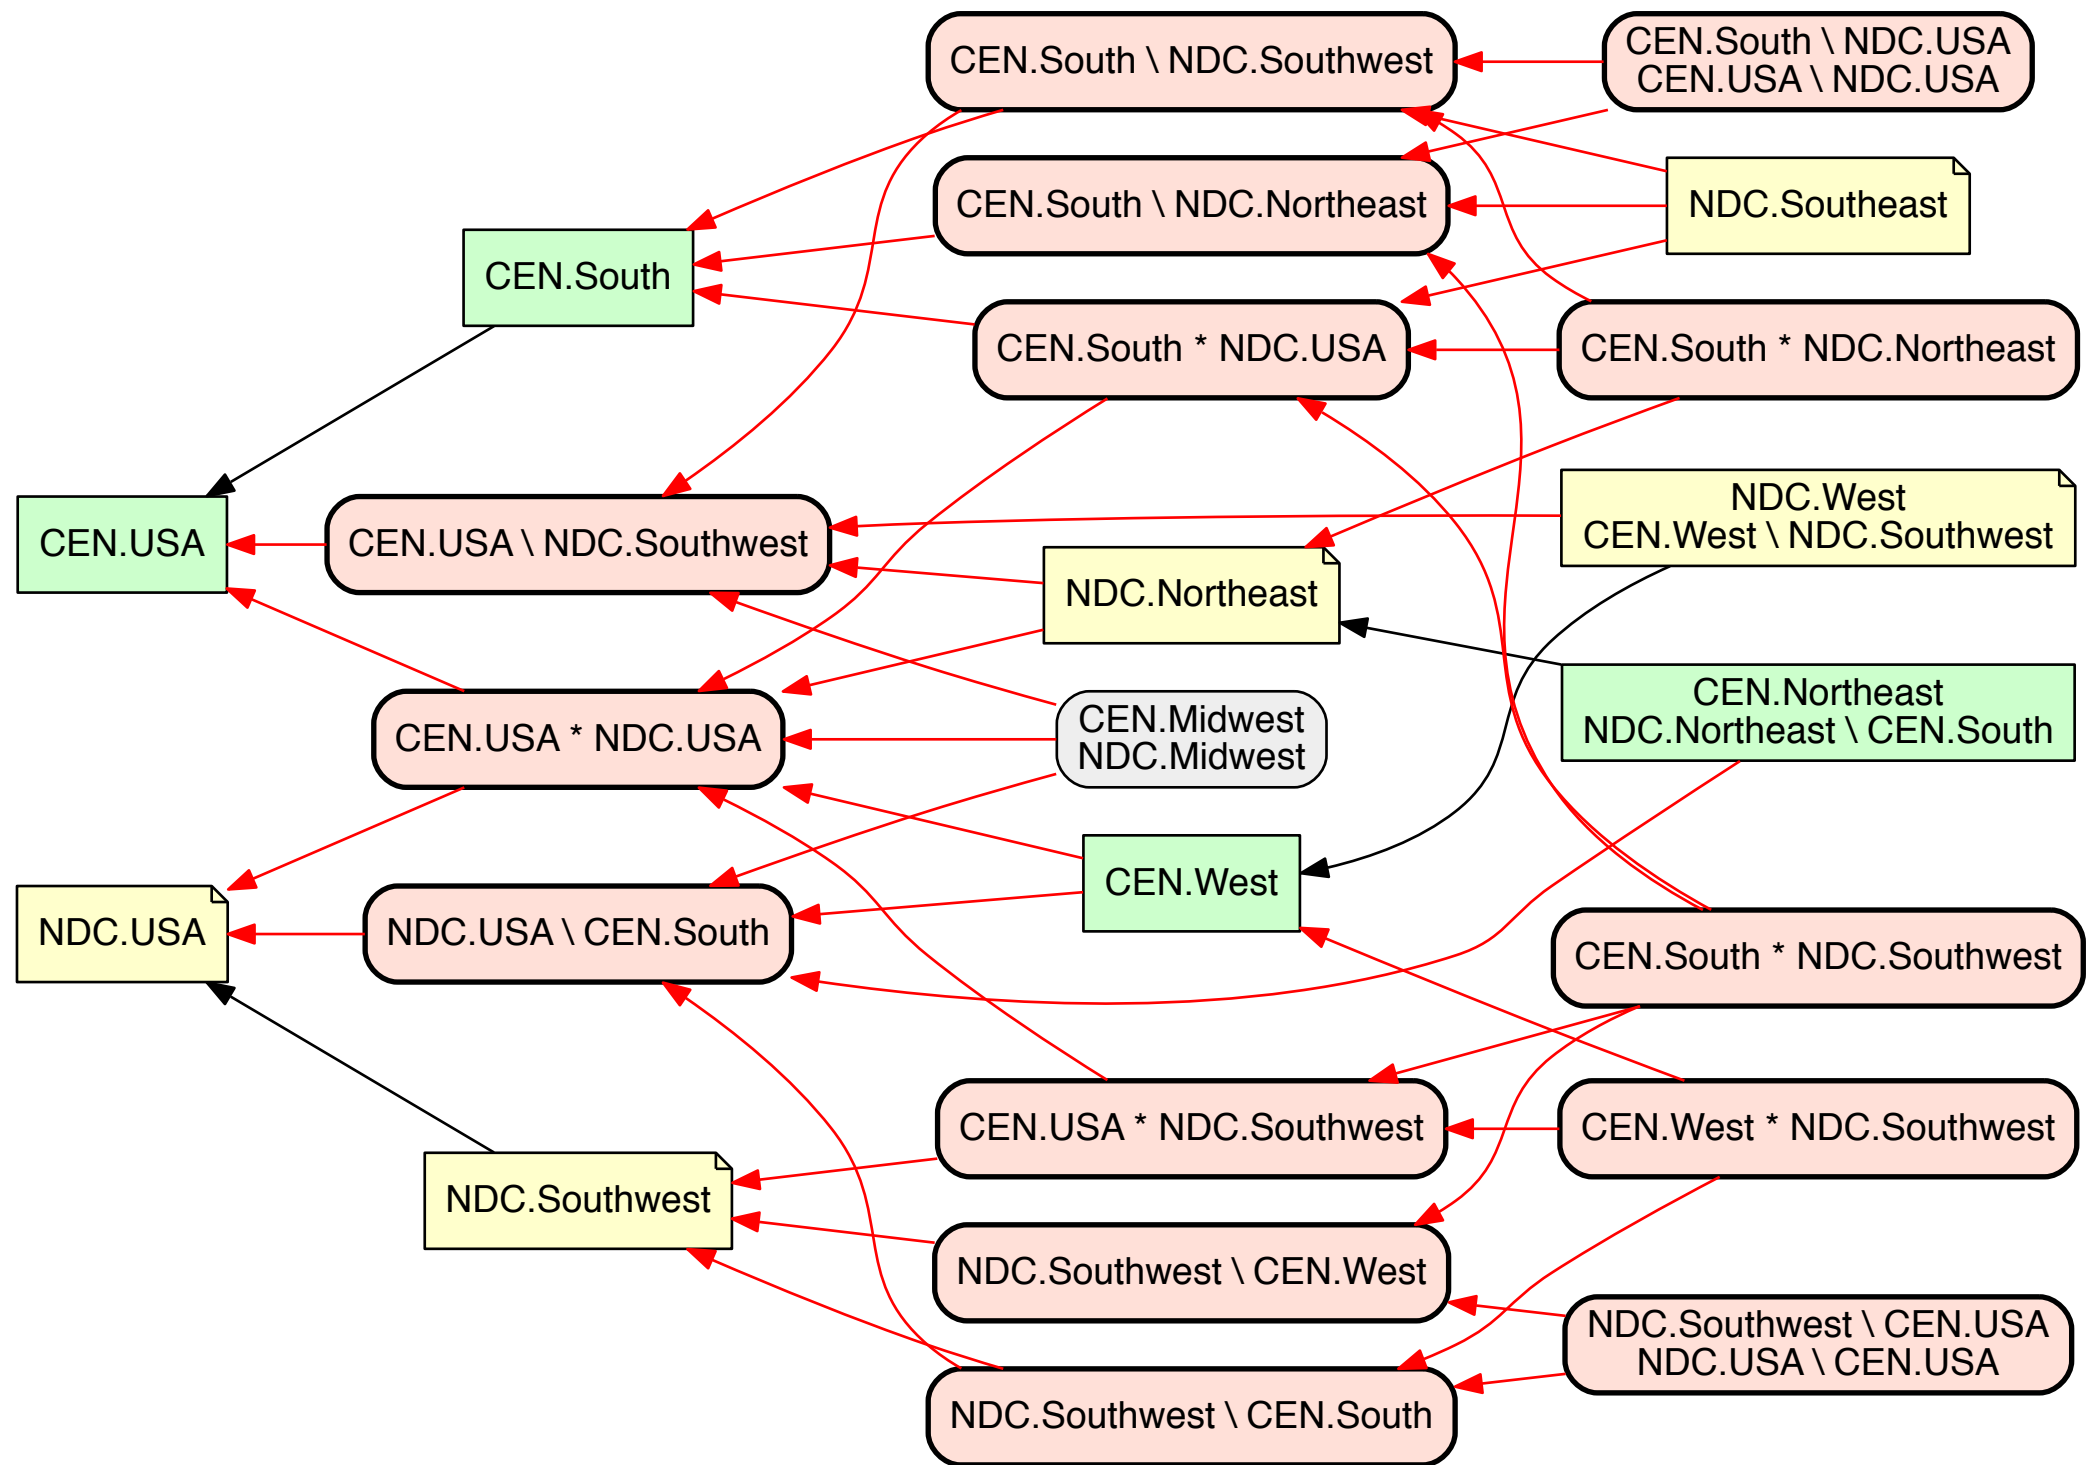 CEN.South \ NDC.Southwest
CEN.South \ NDC.USA
CEN.USA \ NDC.USA
CEN.South \ NDC.Northeast
NDC.Southeast
CEN.South
CEN.South * NDC.USA
CEN.South * NDC.Northeast
CEN.USA
CEN.USA \ NDC.Southwest
NDC.Northeast
NDC.West
CEN.West \ NDC.Southwest
CEN.USA * NDC.USA
CEN.Midwest
NDC.Midwest
CEN.Northeast
NDC.Northeast \ CEN.South
CEN.West
NDC.USA
NDC.USA \ CEN.South
CEN.South * NDC.Southwest
CEN.USA * NDC.Southwest
CEN.West * NDC.Southwest
NDC.Southwest
NDC.Southwest \ CEN.West
NDC.Southwest \ CEN.USA
NDC.USA \ CEN.USA
NDC.Southwest \ CEN.South